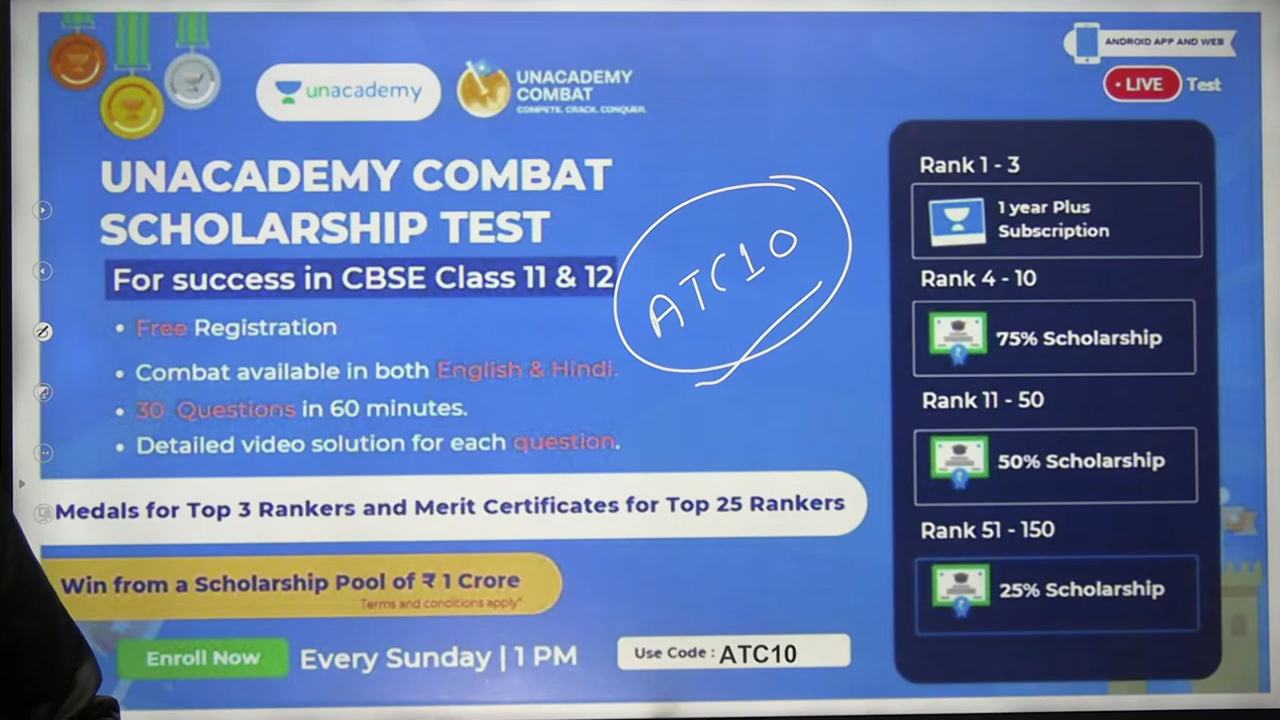 ANDROID APP AND WEB
unacademy
UNACADEMY
COMBAT
COMPETE. CRACK. CONQUER.
• LIVE Test
UNACADEMY COMBAT
SCHOLARSHIP TEST
For success in CBSE Class 11 & 12
• Free Registration
• Combat available in both English & Hindi.
• 30 Questions in 60 minutes.
• Detailed video solution for each question.
ATC10
Medals for Top 3 Rankers and Merit Certificates for Top 25 Rankers
Win from a Scholarship Pool of ₹ 1 Crore
Terms and conditions apply*
Enroll Now
Every Sunday | 1 PM
Use Code : ATC10
Rank 1 - 3
1 year Plus
Subscription
Rank 4 - 10
75% Scholarship
Rank 11 - 50
50% Scholarship
Rank 51 - 150
25% Scholarship